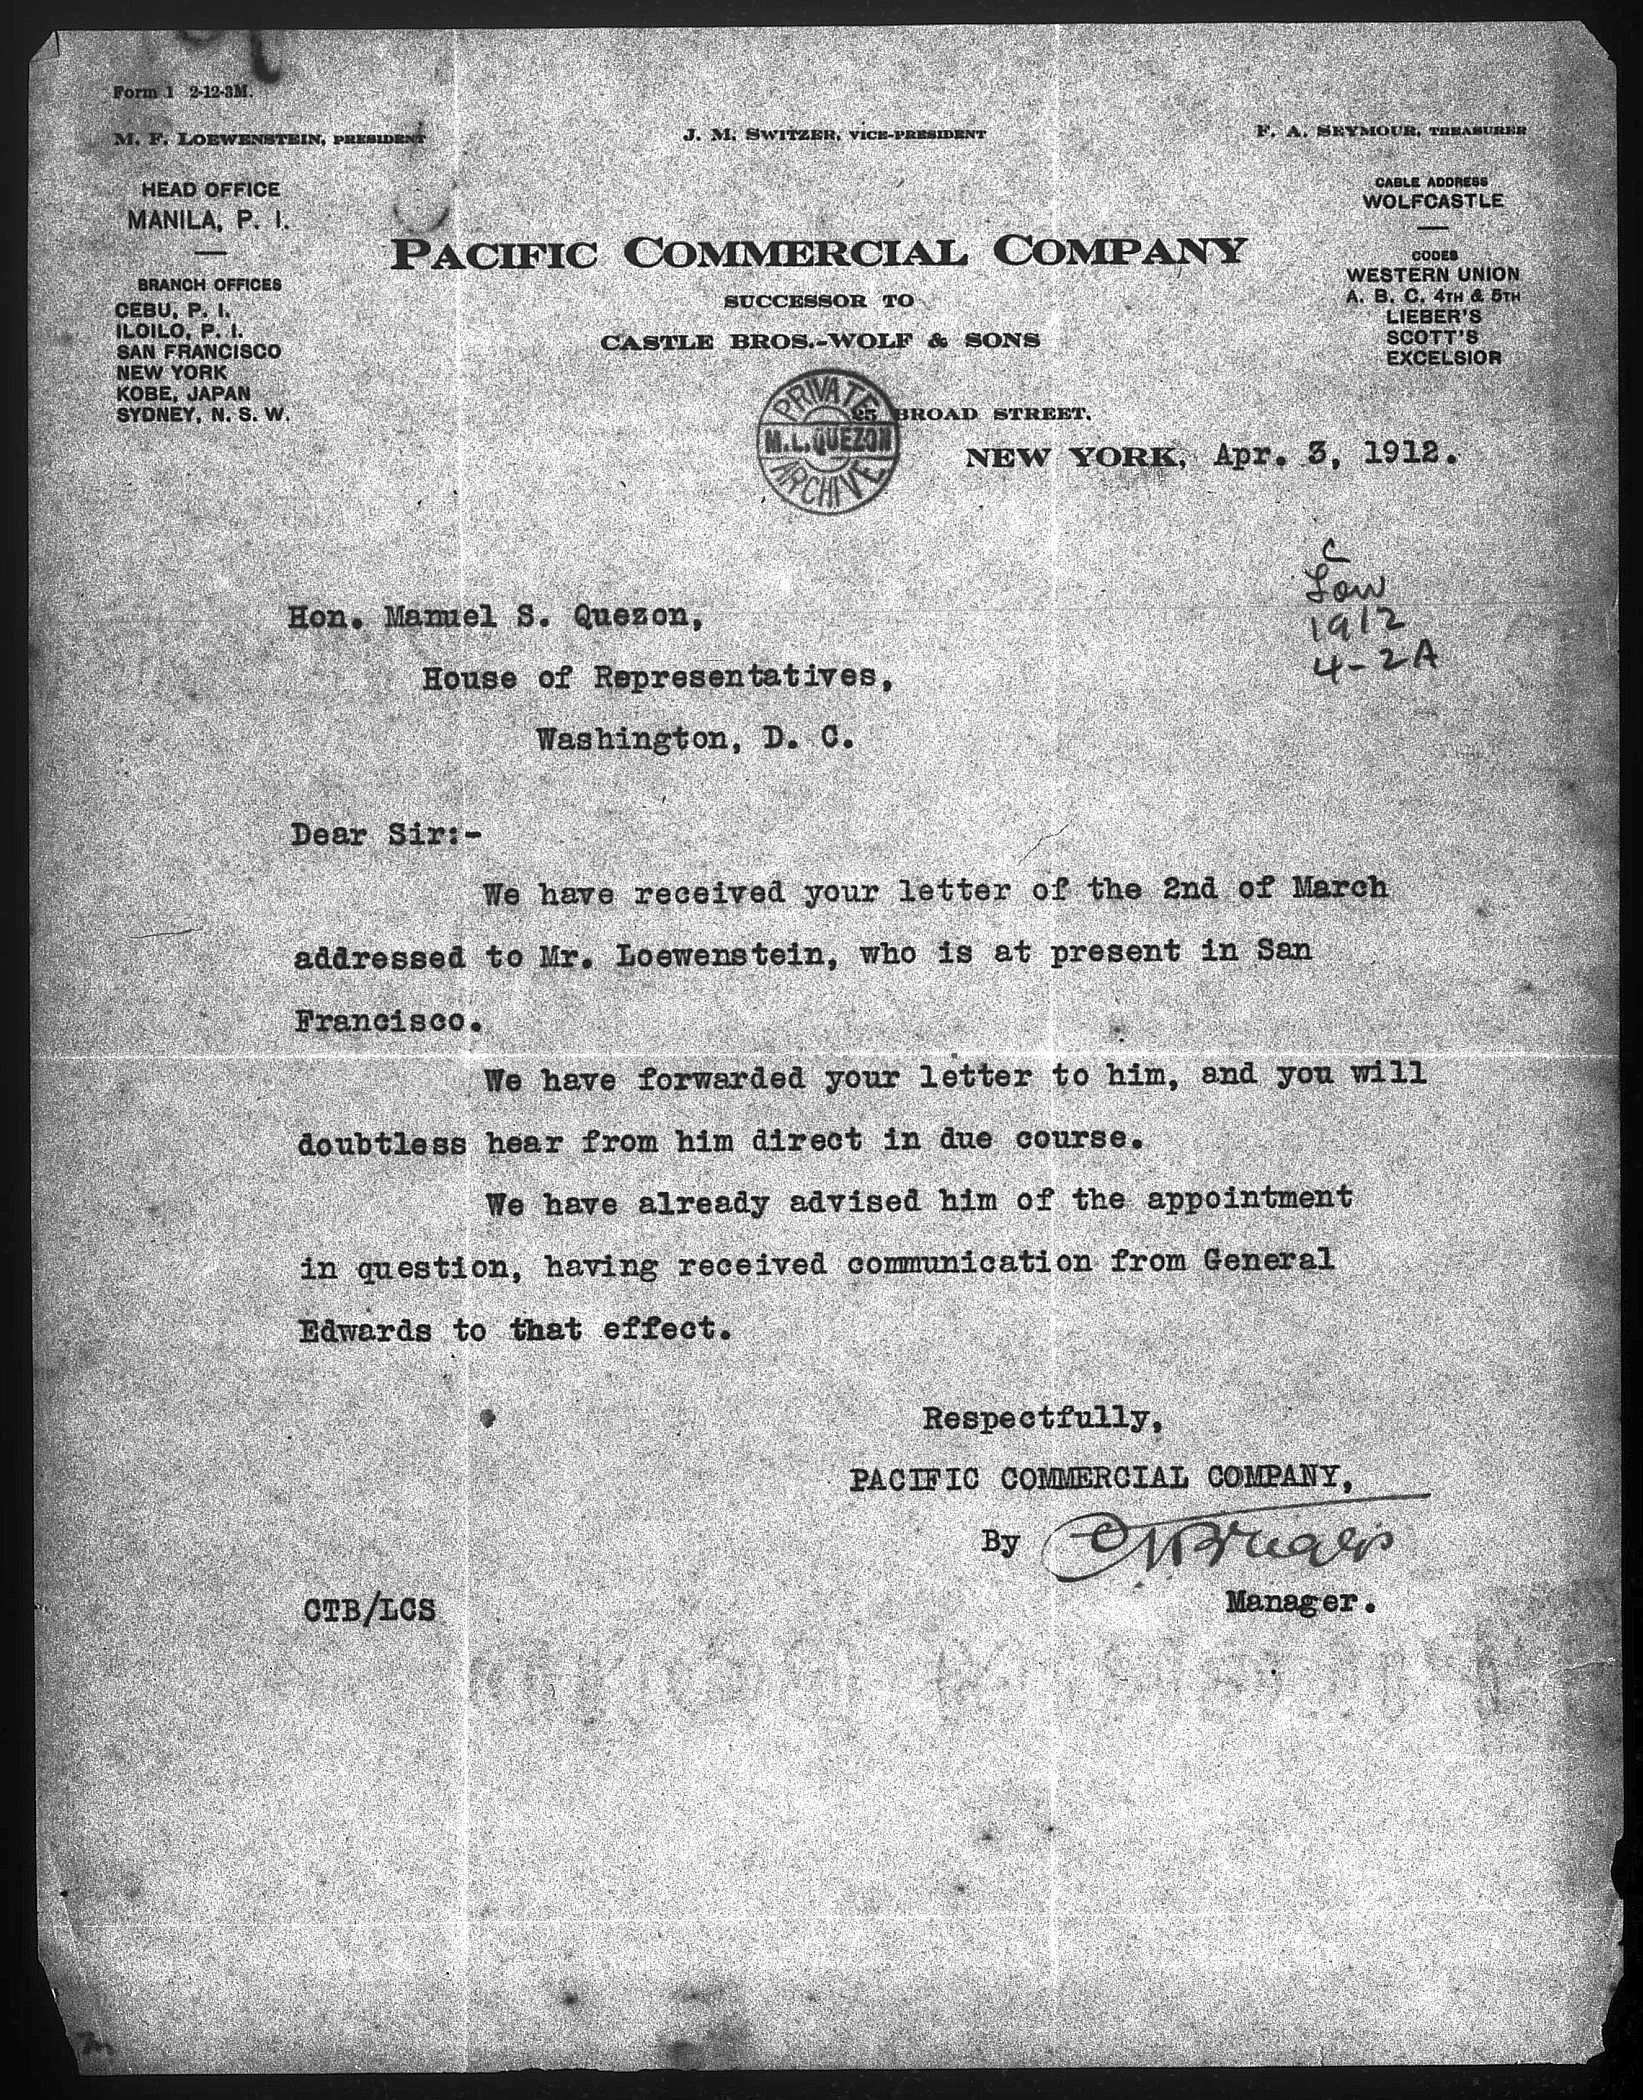 Form 1 2-12-3M.
M. F. LOEWENSTEIN, PRESIDENT
J. M. SWITZER, VICE-PRESIDENT
F. A. SEYMOUR, TREASURER
HEAD OFFICE
MANILA, P. I.
BRANCH OFFICES
CEBU, P. I.
ILOILO, P. I.
SAN FRANCISCO
NEW YORK
KOBE, JAPAN
SYDNEY, N. S. W.
PACIFIC COMMERCIAL COMPANY
SUCCESSOR TO
CASTLE BROS.-WOLF & SONS
CABLE ADDRESS
WOLFCASTLE
CODES
WESTERN UNION
A. B. C. 4TH & 5TH
LIEBER'S
SCOTT'S
EXCELSIOR
PRIVATE
M.L.QUEZON
ARCHIVE
25 BROAD STREET.
NEW YORK, Apr. 3, 1912.
C
1912
4-2A
Hon. Manuel S. Quezon,
House of Representatives,
Washington, D. C.
Dear Sir:-
We have received your letter of the 2nd of March
addressed to Mr. Loewenstein, who is at present in San
Francisco.
We have forwarded your letter to him, and you will
doubtless hear from him direct in due course.
We have already advised him of the appointment
in question, having received communication from General
Edwards to that effect.
Respectfully,
PACIFIC COMMERCIAL COMPANY,
By
Manager.
CTB/LCS